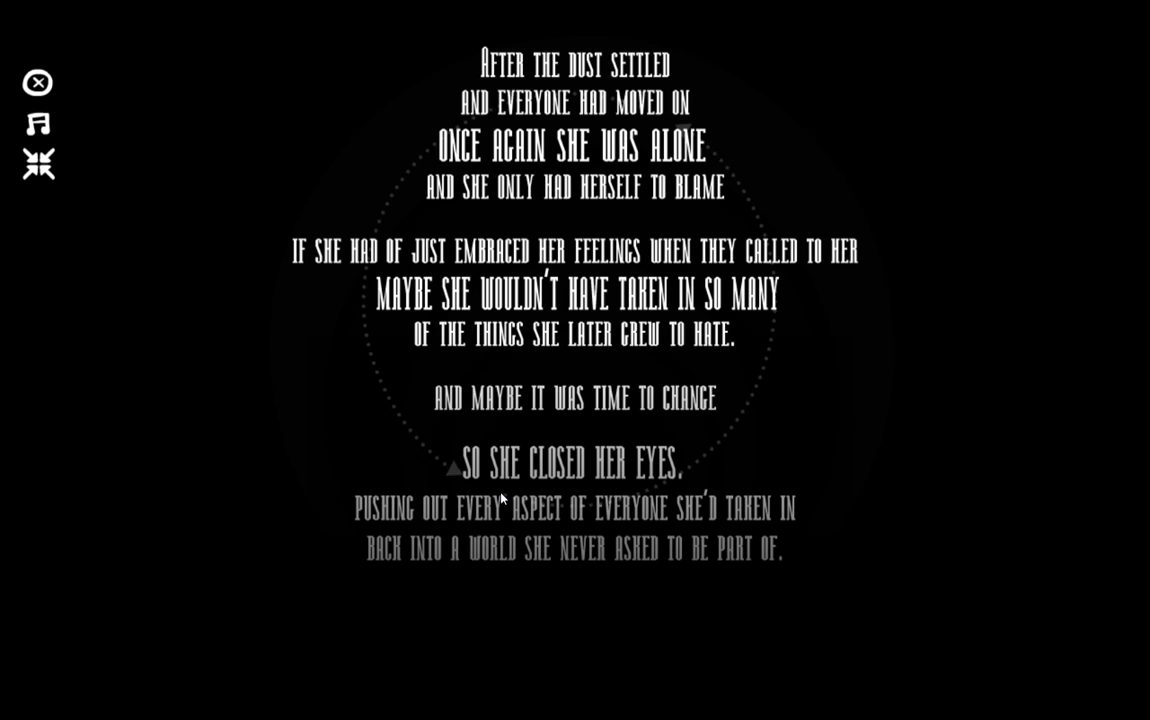 After the dust settled
and everyone had moved on
once again she was alone
and she only had herself to blame
if she had of just embraced her feelings when they called to her
maybe she wouldn't have taken in so many
of the things she later grew to hate.
and maybe it was time to change
so she closed her eyes.
pushing out every aspect of everyone she'd taken in
back into a world she never asked to be part of.